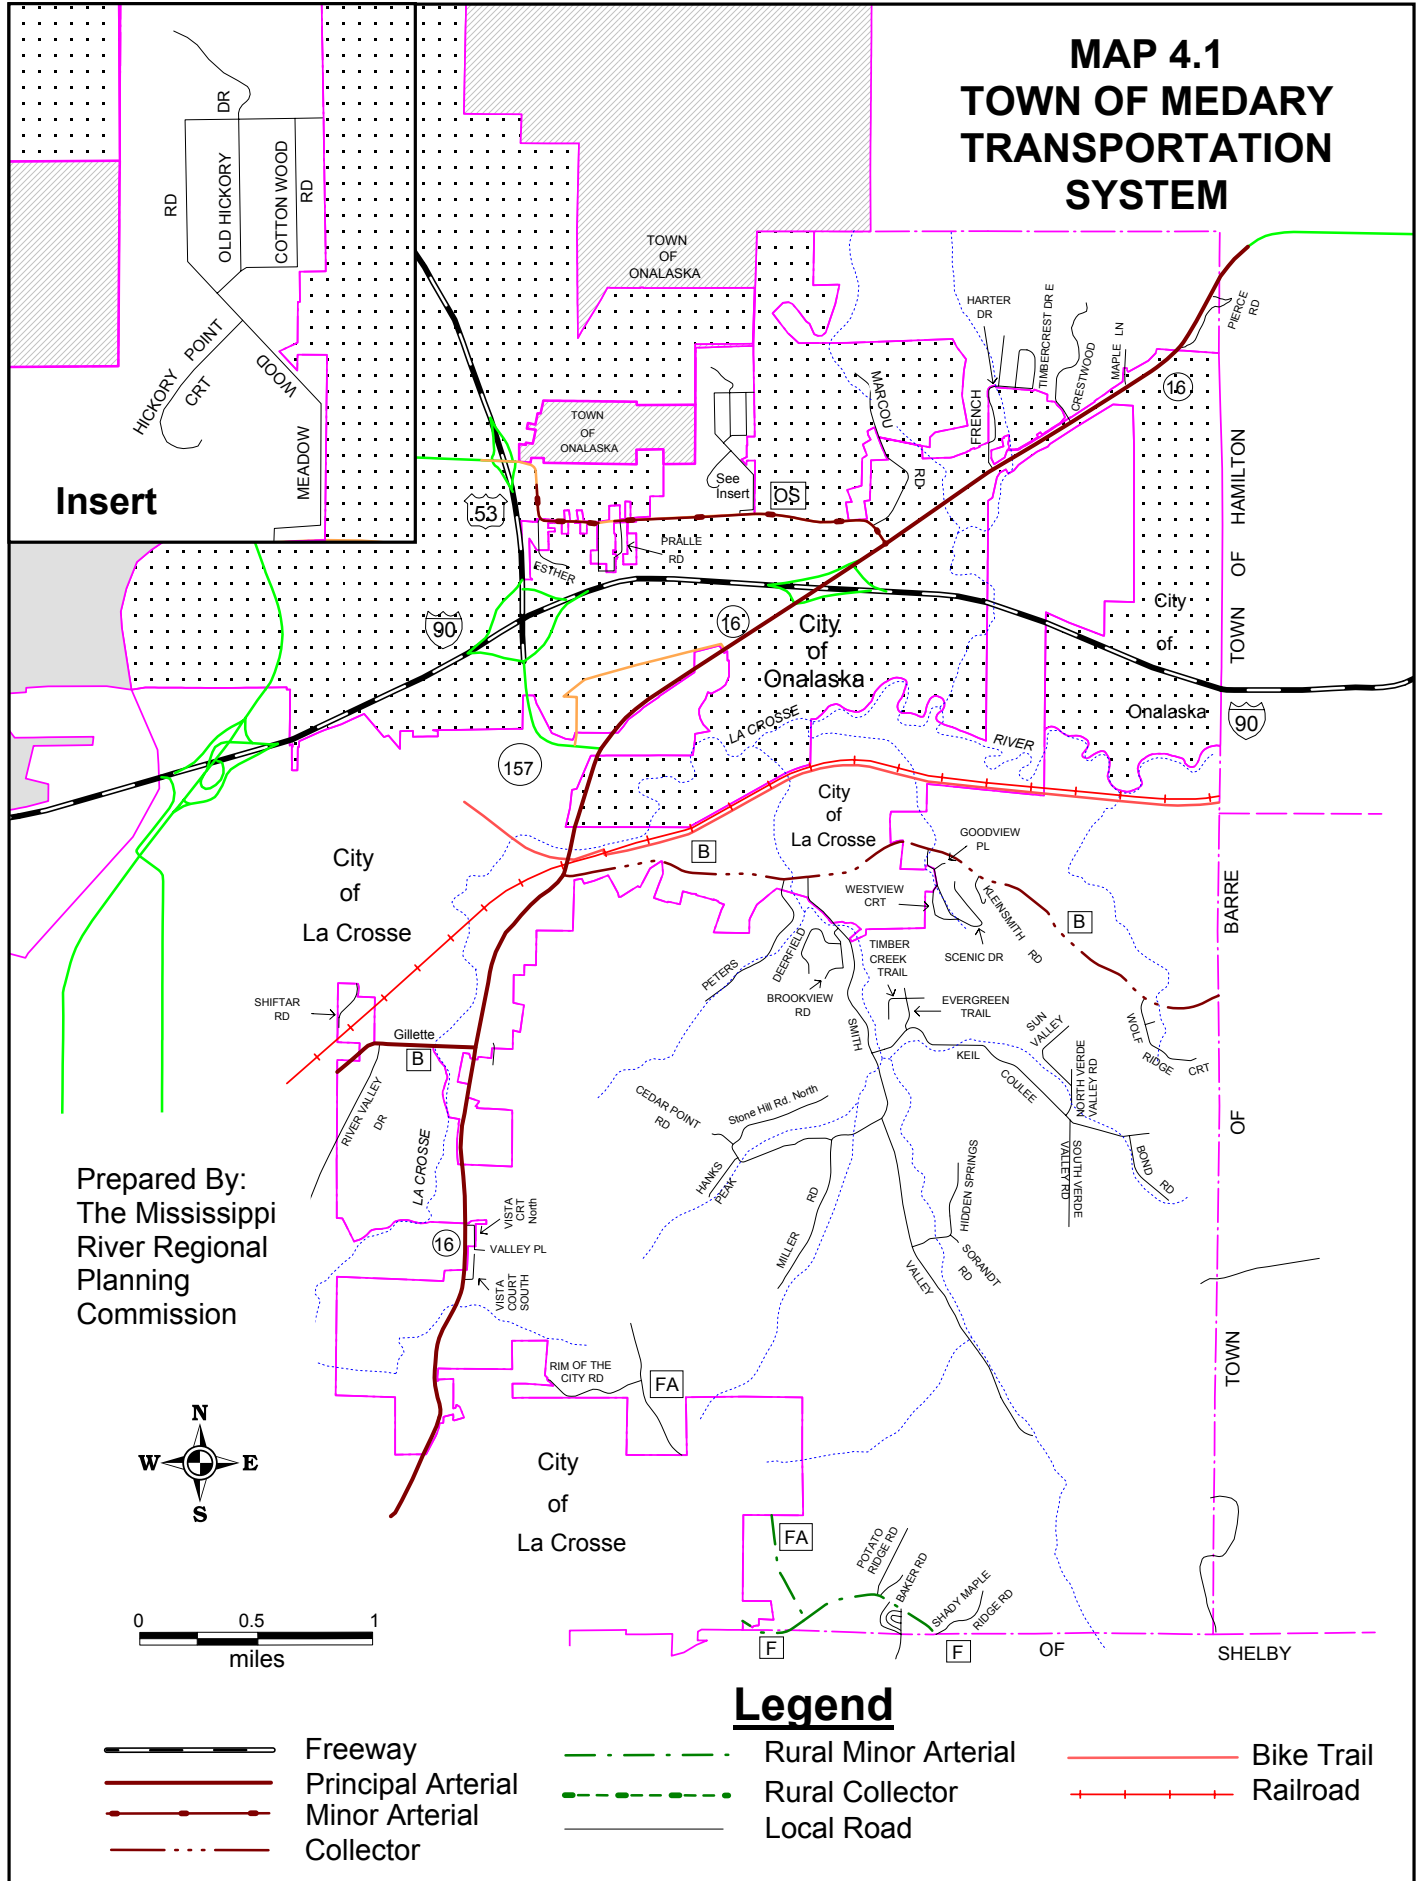 MAP 4.1
TOWN OF MEDARY
TRANSPORTATION
SYSTEM
DR
RD
OLD HICKORY
COTTON WOOD
RD
HICKORY POINT
CRT
WOOD
MEADOW
Insert
TOWN
OF
ONALASKA
TOWN
OF
ONALASKA
HARTER
DR
TIMBERCREST DR E
CRESTWOOD
MAPLE LN
PIERCE
RD
16
MARCOU
RD
FRENCH
See
Insert
OS
53
PRALLE
RD
ESTHER
90
16
City
of
Onalaska
City
of
Onalaska
90
TOWN OF HAMILTON
LA CROSSE
RIVER
157
City
of
La Crosse
City
of
La Crosse
B
GOODVIEW
PL
WESTVIEW
CRT
KLEINSMITH RD
SCENIC DR
B
BARRE
OF
TOWN
PETERS
DEERFIELD
BROOKVIEW
RD
TIMBER
CREEK
TRAIL
EVERGREEN
TRAIL
SMITH
VALLEY
RD
KEIL
COULEE
SUN
VALLEY
NORTH VERDE
VALLEY RD
SOUTH VERDE
VALLEY RD
BOND
RD
WOLF
RIDGE
CRT
SHIFTAR
RD
Gillette
B
RIVER VALLEY
DR
LA CROSSE
CEDAR POINT
RD
Stone Hill Rd. North
HANKS
PEAK
MILLER
HIDDEN SPRINGS
SORANDT
RD
VISTA
CRT
North
16
VALLEY PL
VISTA
COURT
SOUTH
Prepared By:
The Mississippi
River Regional
Planning
Commission
RIM OF THE
CITY RD
FA
N
W
E
S
City
of
La Crosse
FA
POTATO
RIDGE RD
BAKER RD
SHADY MAPLE
RIDGE RD
F
F
OF
SHELBY
0 0.5 1
miles
Legend
Freeway
Principal Arterial
Minor Arterial
Collector
Rural Minor Arterial
Rural Collector
Local Road
Bike Trail
Railroad